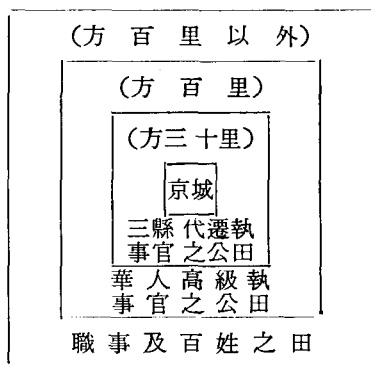 (方百里以外)
(方百里)
(方三十里)
京城
三縣代遷執
事官之公田
華人高級執
事官之公田
職事及百姓之田